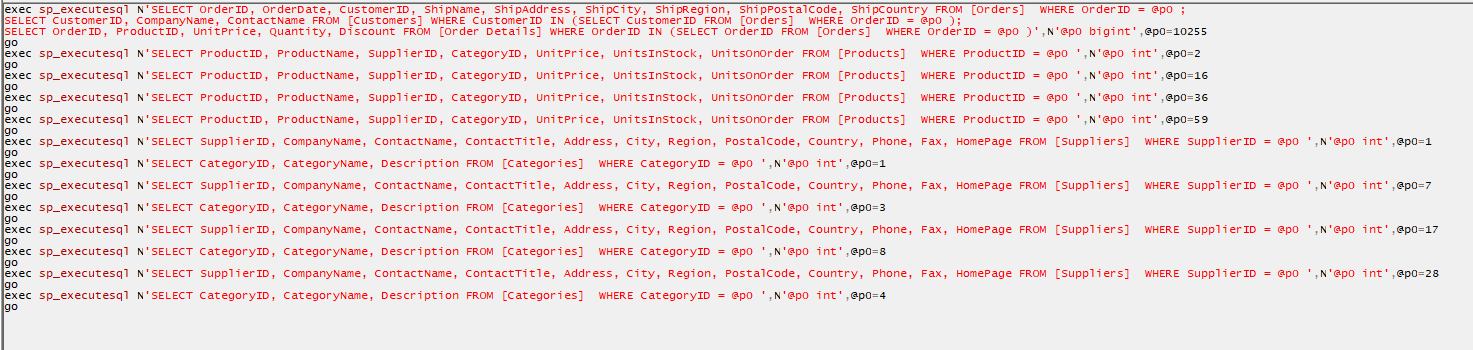 exec sp_executesql N'SELECT OrderID, OrderDate, CustomerID, ShipName, ShipAddress, ShipCity, ShipRegion, ShipPostalCode, ShipCountry FROM [Orders]  WHERE OrderID = @p0 ;
SELECT CustomerID, CompanyName, ContactName FROM [Customers] WHERE CustomerID IN (SELECT CustomerID FROM [Orders]  WHERE OrderID = @p0 );
SELECT OrderID, ProductID, UnitPrice, Quantity, Discount FROM [Order Details] WHERE OrderID IN (SELECT OrderID FROM [Orders]  WHERE OrderID = @p0 )',N'@p0 bigint',@p0=10255
go
exec sp_executesql N'SELECT ProductID, ProductName, SupplierID, CategoryID, UnitPrice, UnitsInStock, UnitsOnOrder FROM [Products]  WHERE ProductID = @p0 ',N'@p0 int',@p0=2
go
exec sp_executesql N'SELECT ProductID, ProductName, SupplierID, CategoryID, UnitPrice, UnitsInStock, UnitsOnOrder FROM [Products]  WHERE ProductID = @p0 ',N'@p0 int',@p0=16
go
exec sp_executesql N'SELECT ProductID, ProductName, SupplierID, CategoryID, UnitPrice, UnitsInStock, UnitsOnOrder FROM [Products]  WHERE ProductID = @p0 ',N'@p0 int',@p0=36
go
exec sp_executesql N'SELECT ProductID, ProductName, SupplierID, CategoryID, UnitPrice, UnitsInStock, UnitsOnOrder FROM [Products]  WHERE ProductID = @p0 ',N'@p0 int',@p0=59
go
exec sp_executesql N'SELECT SupplierID, CompanyName, ContactName, ContactTitle, Address, City, Region, PostalCode, Country, Phone, Fax, HomePage FROM [Suppliers]  WHERE SupplierID = @p0 ',N'@p0 int',@p0=1
go
exec sp_executesql N'SELECT CategoryID, CategoryName, Description FROM [Categories]  WHERE CategoryID = @p0 ',N'@p0 int',@p0=1
go
exec sp_executesql N'SELECT SupplierID, CompanyName, ContactName, ContactTitle, Address, City, Region, PostalCode, Country, Phone, Fax, HomePage FROM [Suppliers]  WHERE SupplierID = @p0 ',N'@p0 int',@p0=7
go
exec sp_executesql N'SELECT CategoryID, CategoryName, Description FROM [Categories]  WHERE CategoryID = @p0 ',N'@p0 int',@p0=3
go
exec sp_executesql N'SELECT SupplierID, CompanyName, ContactName, ContactTitle, Address, City, Region, PostalCode, Country, Phone, Fax, HomePage FROM [Suppliers]  WHERE SupplierID = @p0 ',N'@p0 int',@p0=17
go
exec sp_executesql N'SELECT CategoryID, CategoryName, Description FROM [Categories]  WHERE CategoryID = @p0 ',N'@p0 int',@p0=8
go
exec sp_executesql N'SELECT SupplierID, CompanyName, ContactName, ContactTitle, Address, City, Region, PostalCode, Country, Phone, Fax, HomePage FROM [Suppliers]  WHERE SupplierID = @p0 ',N'@p0 int',@p0=28
go
exec sp_executesql N'SELECT CategoryID, CategoryName, Description FROM [Categories]  WHERE CategoryID = @p0 ',N'@p0 int',@p0=4
go